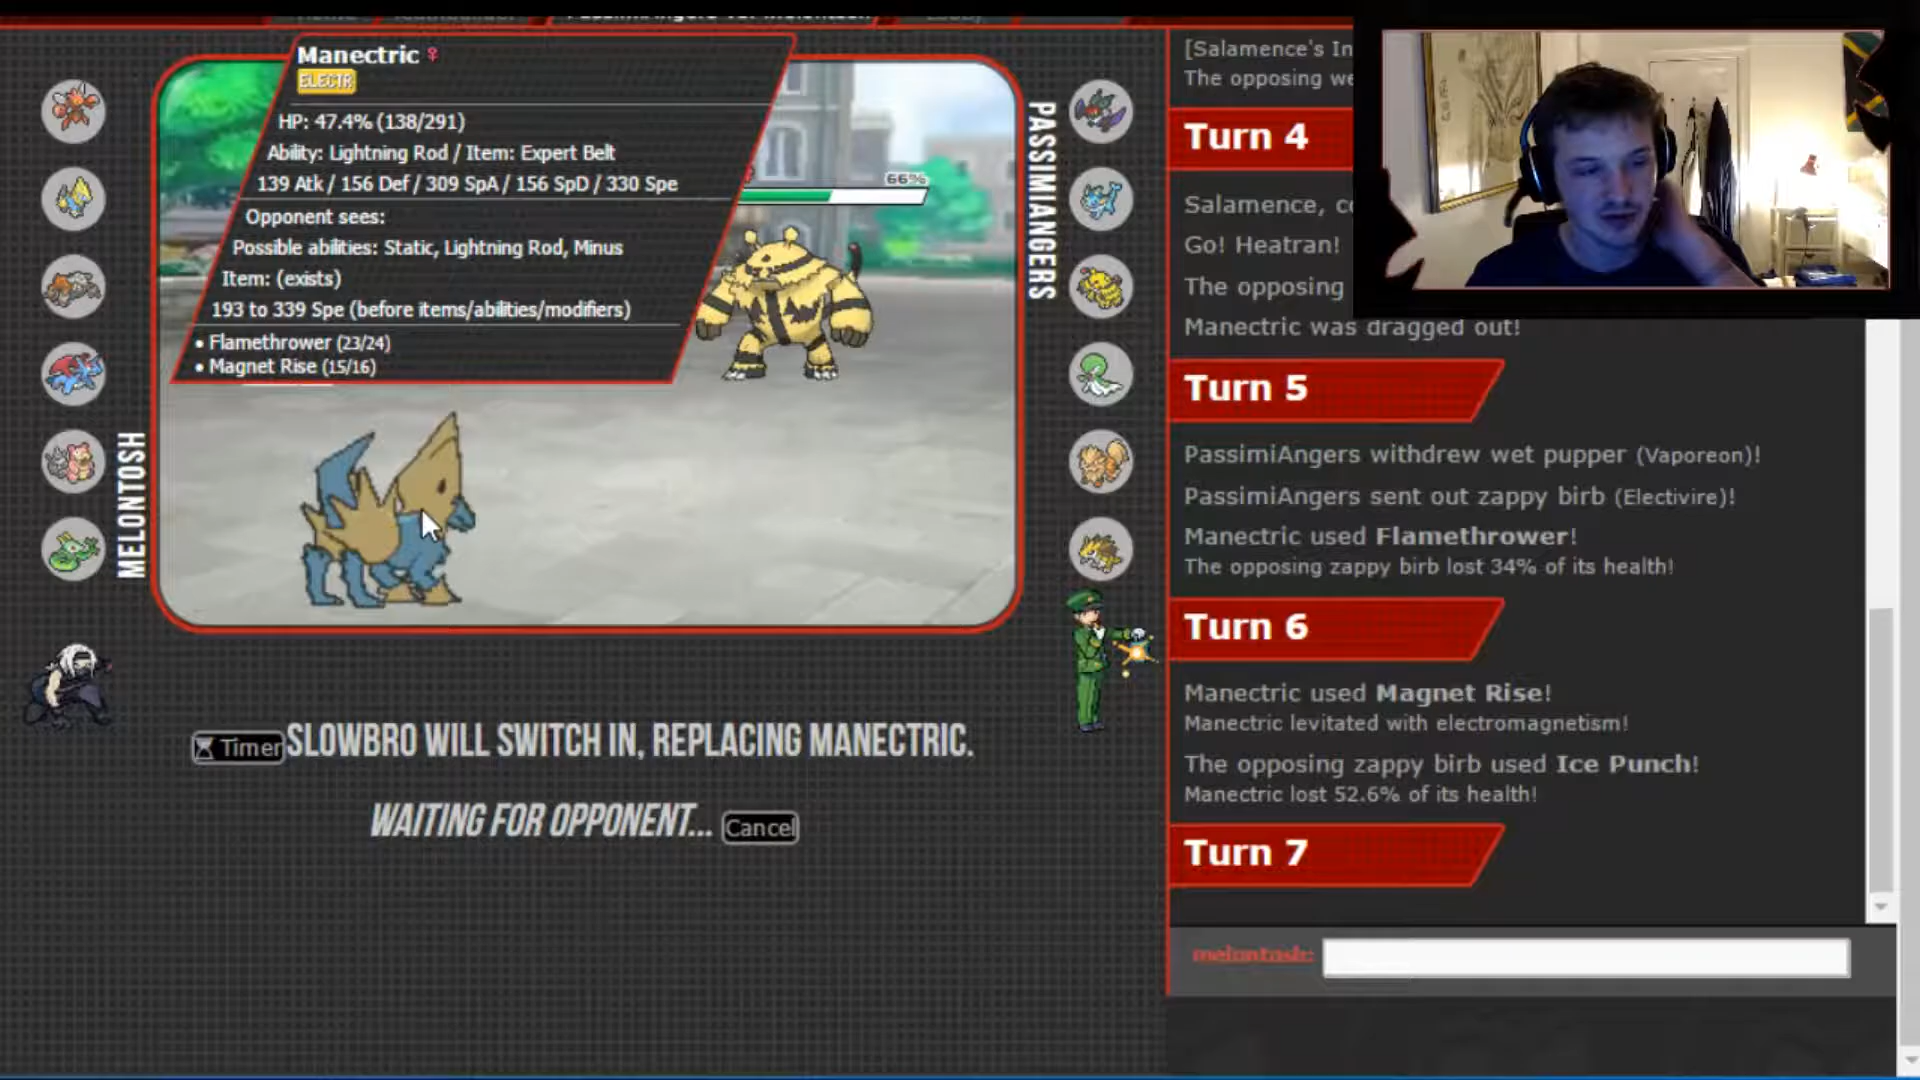 Manectric ♀
ELECTR
HP: 47.4% (138/291)
Ability: Lightning Rod / Item: Expert Belt
139 Atk / 156 Def / 309 SpA / 156 SpD / 330 Spe
Opponent sees:
Possible abilities: Static, Lightning Rod, Minus
Item: (exists)
193 to 339 Spe (before items/abilities/modifiers)
• Flamethrower (23/24)
• Magnet Rise (15/16)
66%
MELONTOSH
PASSIMIANGERS
Timer
SLOWBRO WILL SWITCH IN, REPLACING MANECTRIC.
WAITING FOR OPPONENT...
Cancel
[Salamence's In
The opposing we
Turn 4
Salamence, co
Go! Heatran!
The opposing
Manectric was dragged out!
Turn 5
PassimiAngers withdrew wet pupper (Vaporeon)!
PassimiAngers sent out zappy birb (Electivire)!
Manectric used Flamethrower!
The opposing zappy birb lost 34% of its health!
Turn 6
Manectric used Magnet Rise!
Manectric levitated with electromagnetism!
The opposing zappy birb used Ice Punch!
Manectric lost 52.6% of its health!
Turn 7
melontosh: